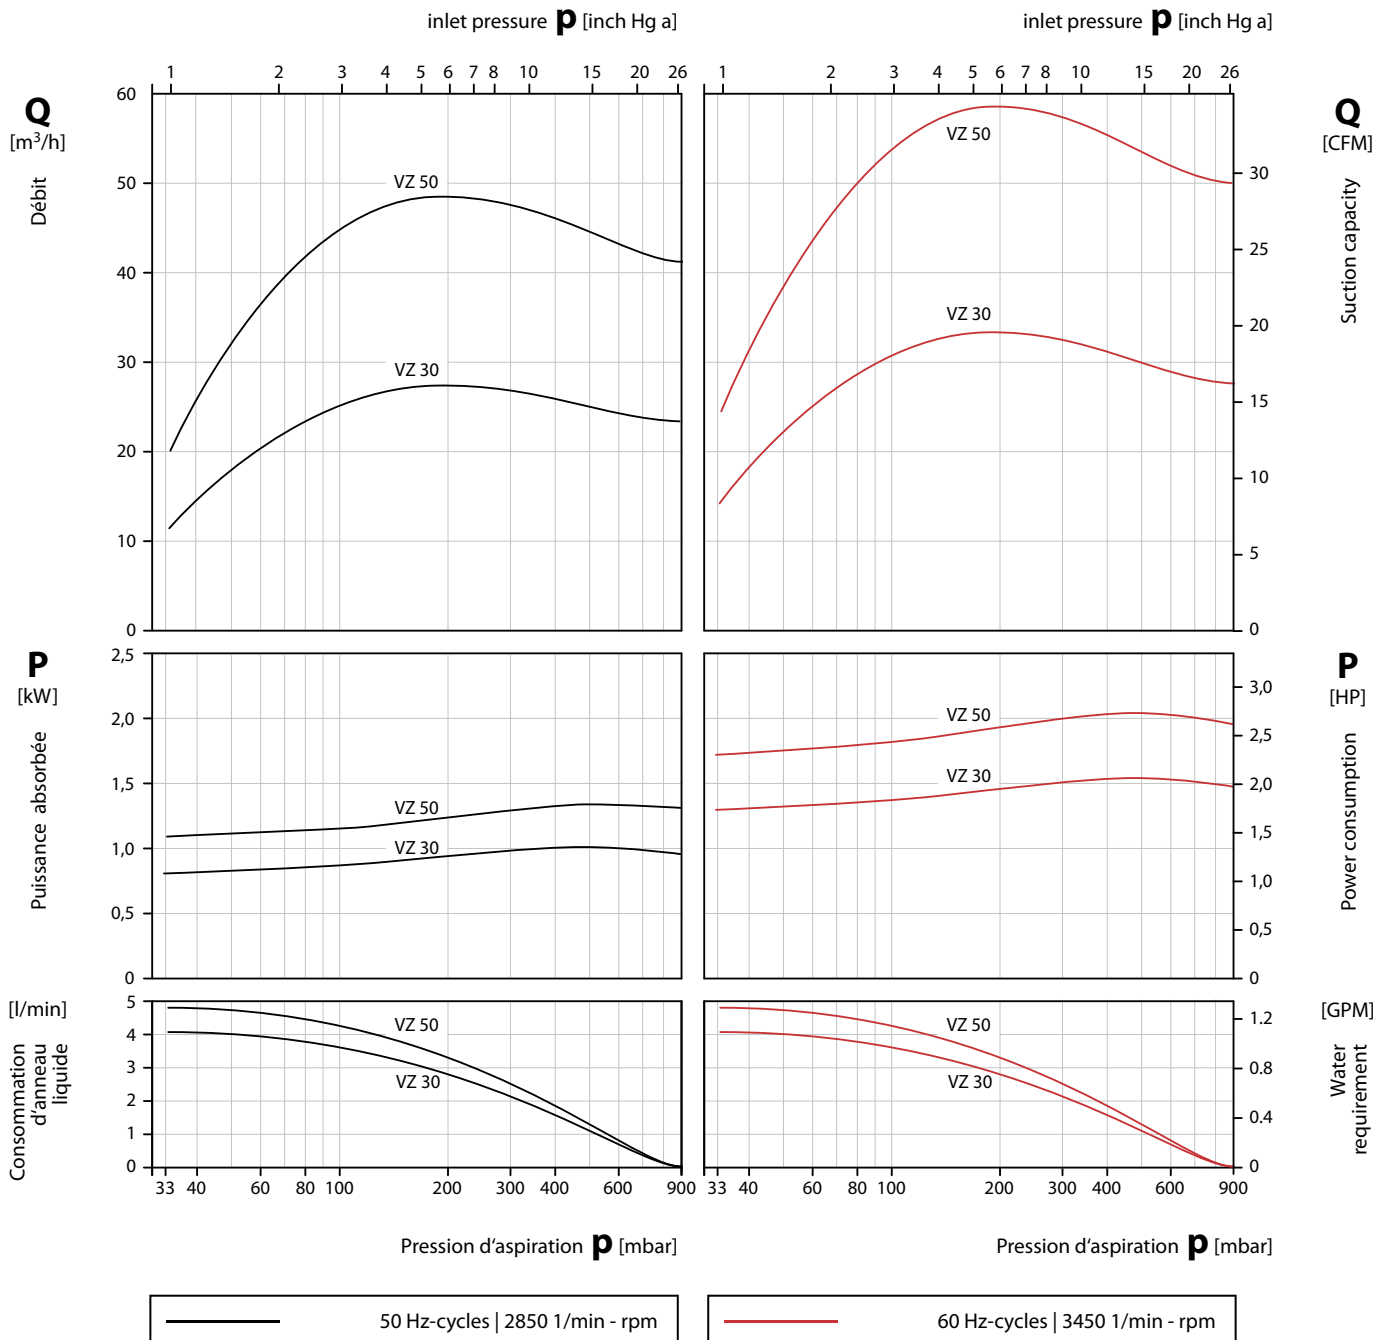 inlet pressure p [inch Hg a]
inlet pressure p [inch Hg a]
1 2 3 4 5 6 7 8 10 15 20 26
1 2 3 4 5 6 7 8 10 15 20 26
Q
[m³/h]
Débit
60
50
40
30
20
10
0
VZ 50
VZ 30
VZ 50
VZ 30
Q
[CFM]
Suction capacity
30
25
20
15
10
5
0
P
[kW]
Puissance absorbée
2,5
2,0
1,5
1,0
0,5
0
VZ 50
VZ 30
VZ 50
VZ 30
P
[HP]
Power consumption
3,0
2,5
2,0
1,5
1,0
0,5
0
[l/min]
Consommation
d'anneau
liquide
5
4
3
2
1
0
VZ 50
VZ 30
VZ 50
VZ 30
[GPM]
Water
requirement
1.2
0.8
0.4
0
33 40 60 80 100 200 300 400 600 900
33 40 60 80 100 200 300 400 600 900
Pression d'aspiration p [mbar]
Pression d'aspiration p [mbar]
50 Hz-cycles | 2850 1/min - rpm
60 Hz-cycles | 3450 1/min - rpm